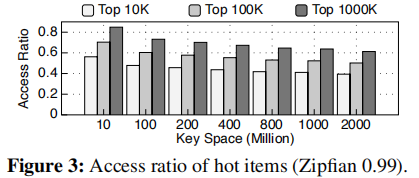 Top 10K Top 100K Top 1000K
Access Ratio
0.8
0.6
0.4
0.2
0
10 100 200 400 800 1000 2000
Key Space (Million)
Figure 3: Access ratio of hot items (Zipfian 0.99).